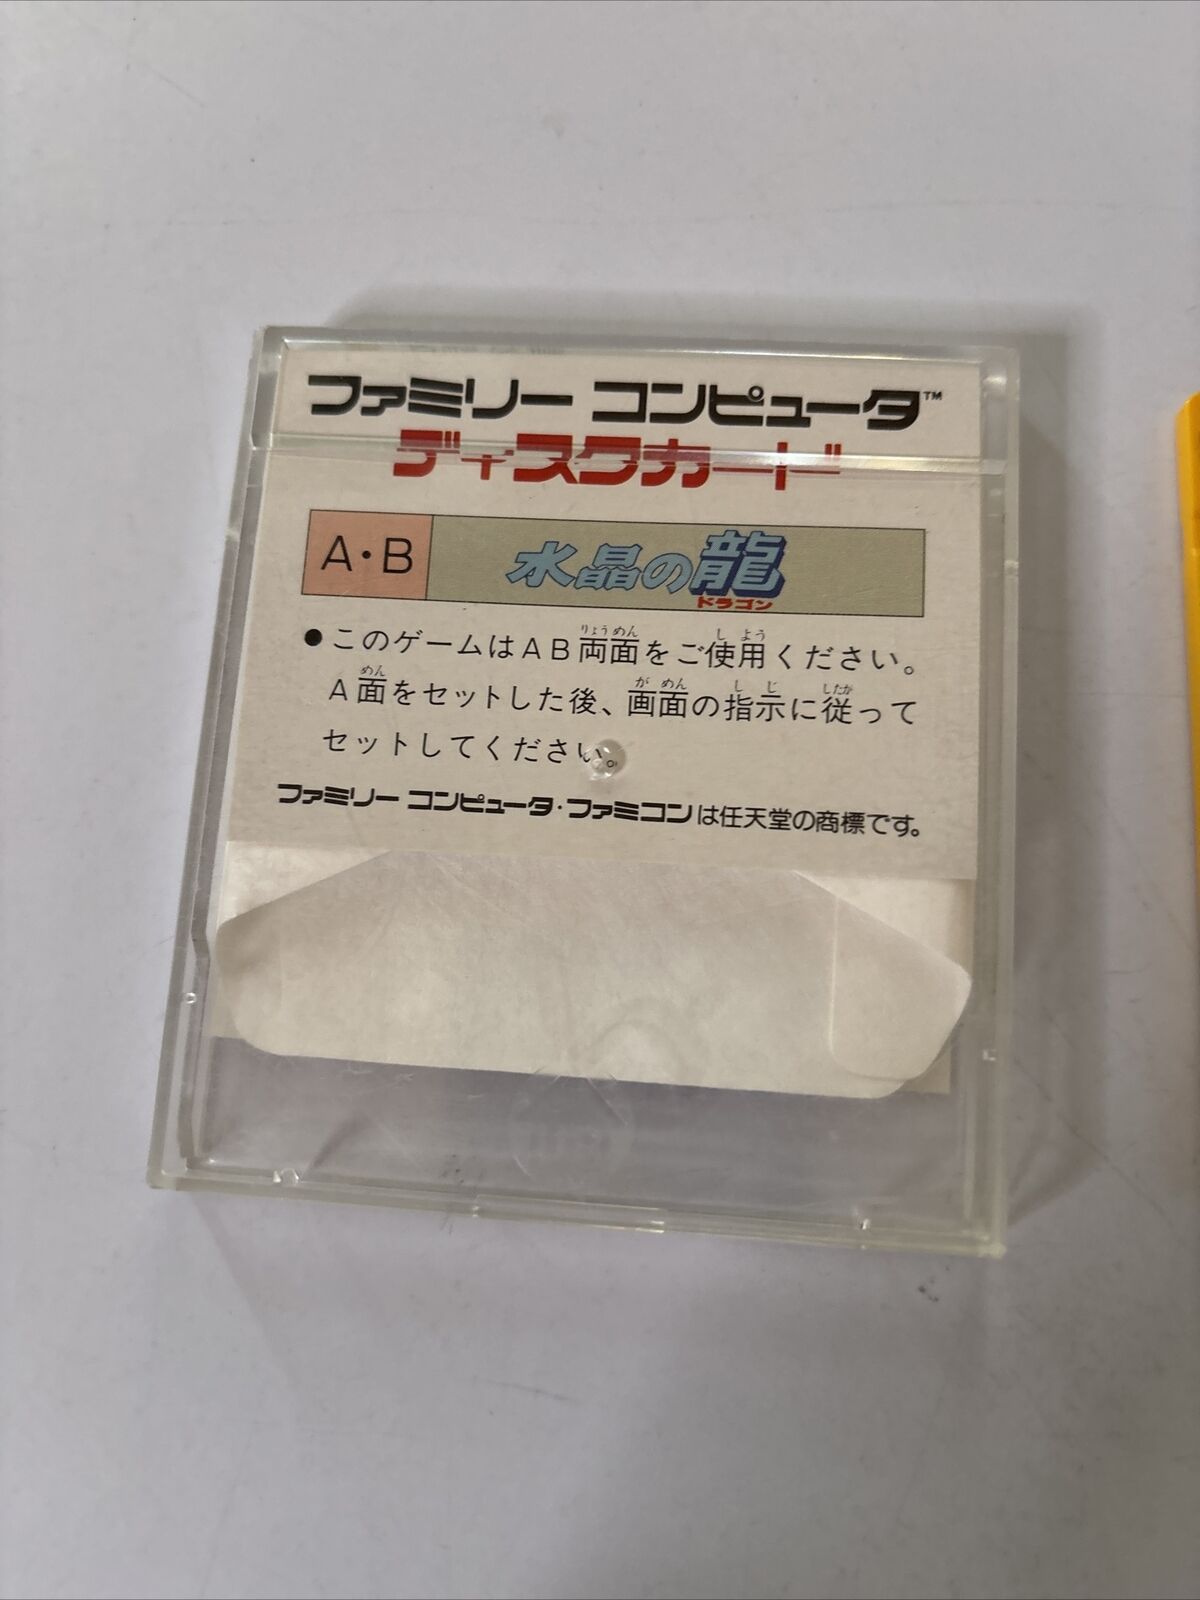 ファミリー コンピュータ™
ディスクカード
A・B 水晶の龍
ドラゴン
●このゲームはAB両面をご使用ください。
A面をセットした後、画面の指示に従って
セットしてください。
ファミリー コンピュータ・ファミコンは任天堂の商標です。